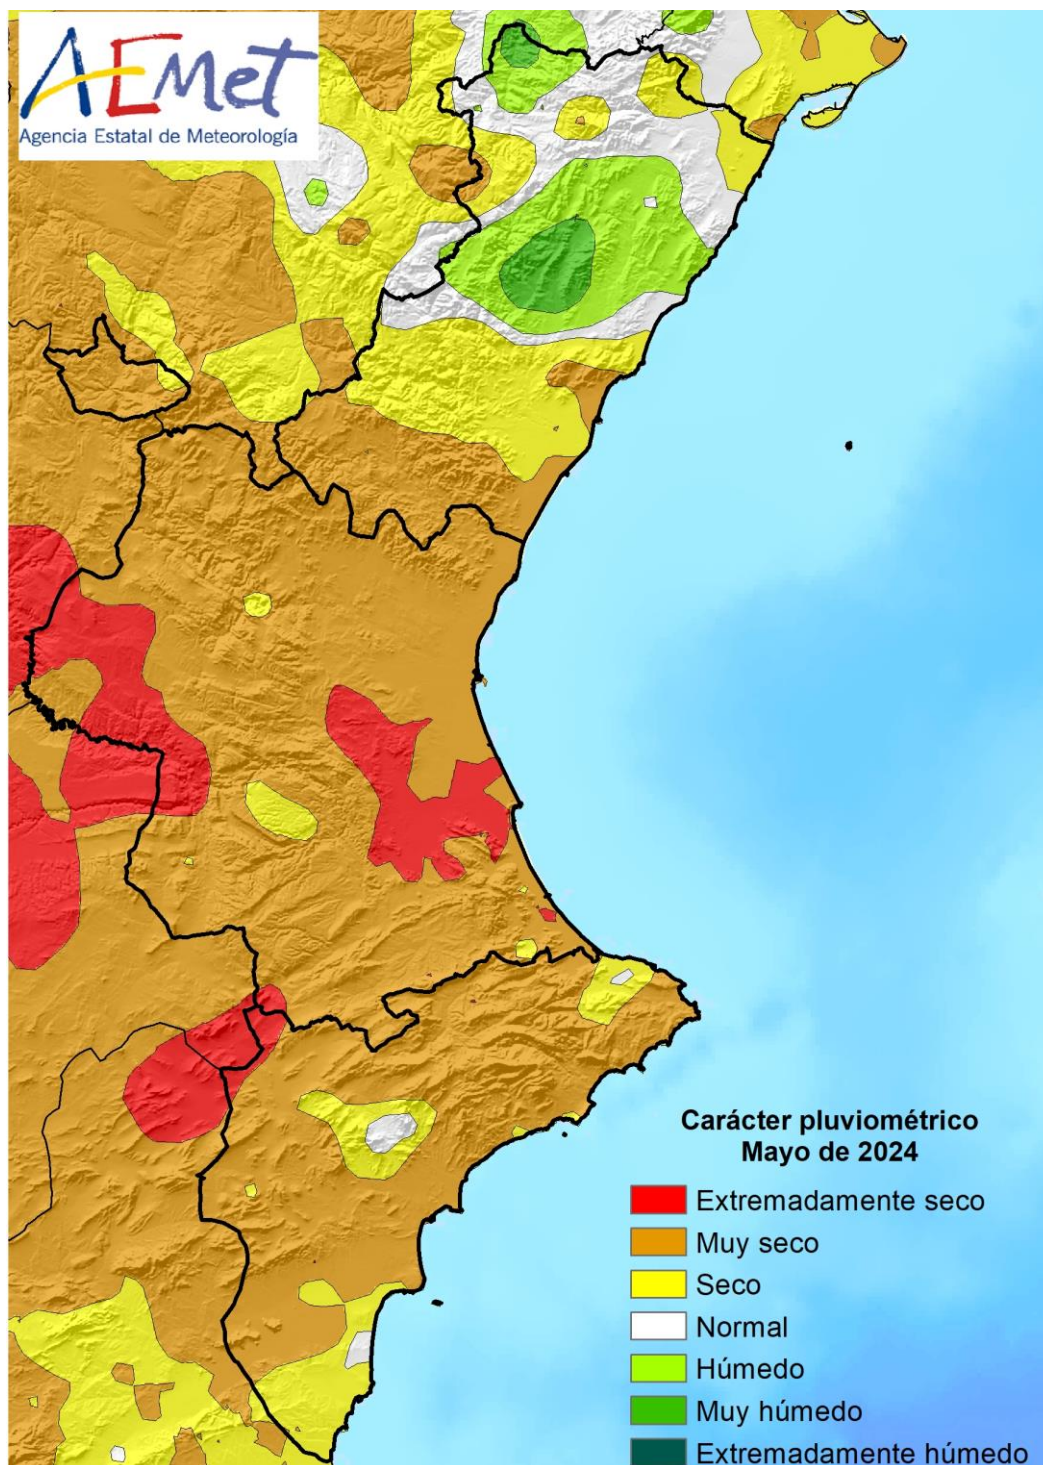 AEMet
Agencia Estatal de Meteorología
Carácter pluviométrico
Mayo de 2024
Extremadamente seco
Muy seco
Seco
Normal
Húmedo
Muy húmedo
Extremadamente húmedo